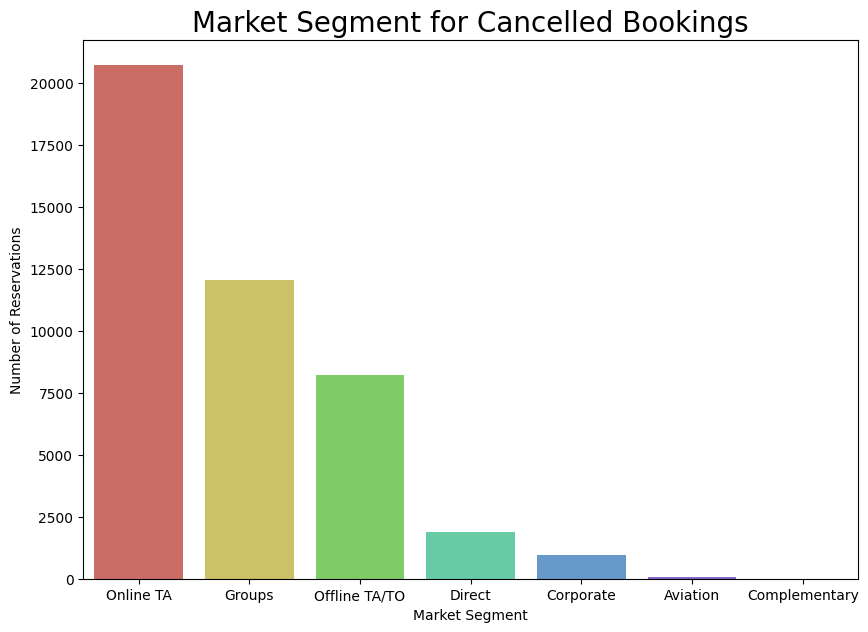 Market Segment for Cancelled Bookings
Number of Reservations
20000
17500
15000
12500
10000
7500
5000
2500
0
Online TA Groups Offline TA/TO Direct Corporate Aviation Complementary
Market Segment